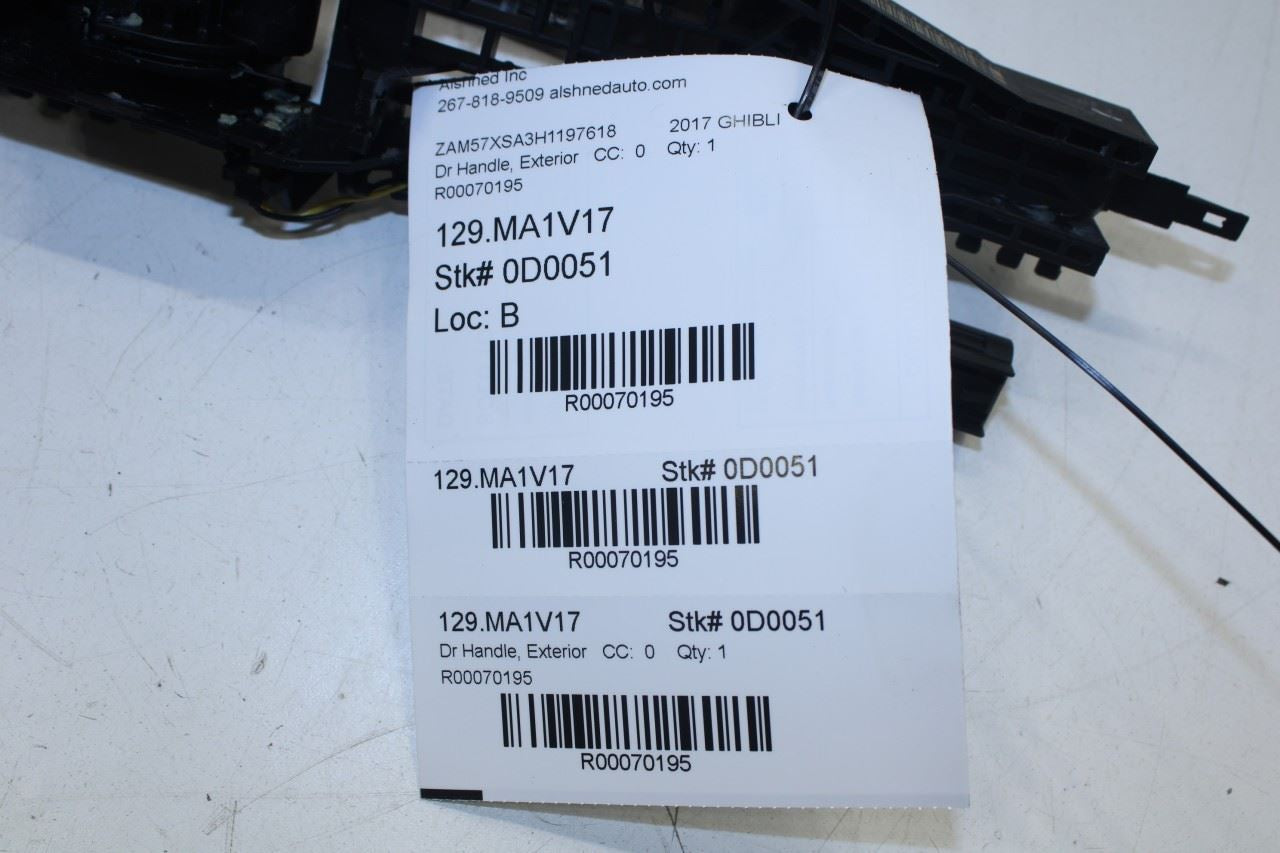 Alshned Inc
267-818-9509 alshnedauto.com
ZAM57XSA3H1197618 2017 GHIBLI
Dr Handle, Exterior CC: 0 Qty: 1
R00070195
129.MA1V17
Stk# 0D0051
Loc: B
R00070195
129.MA1V17 Stk# 0D0051
R00070195
129.MA1V17 Stk# 0D0051
Dr Handle, Exterior CC: 0 Qty: 1
R00070195
R00070195